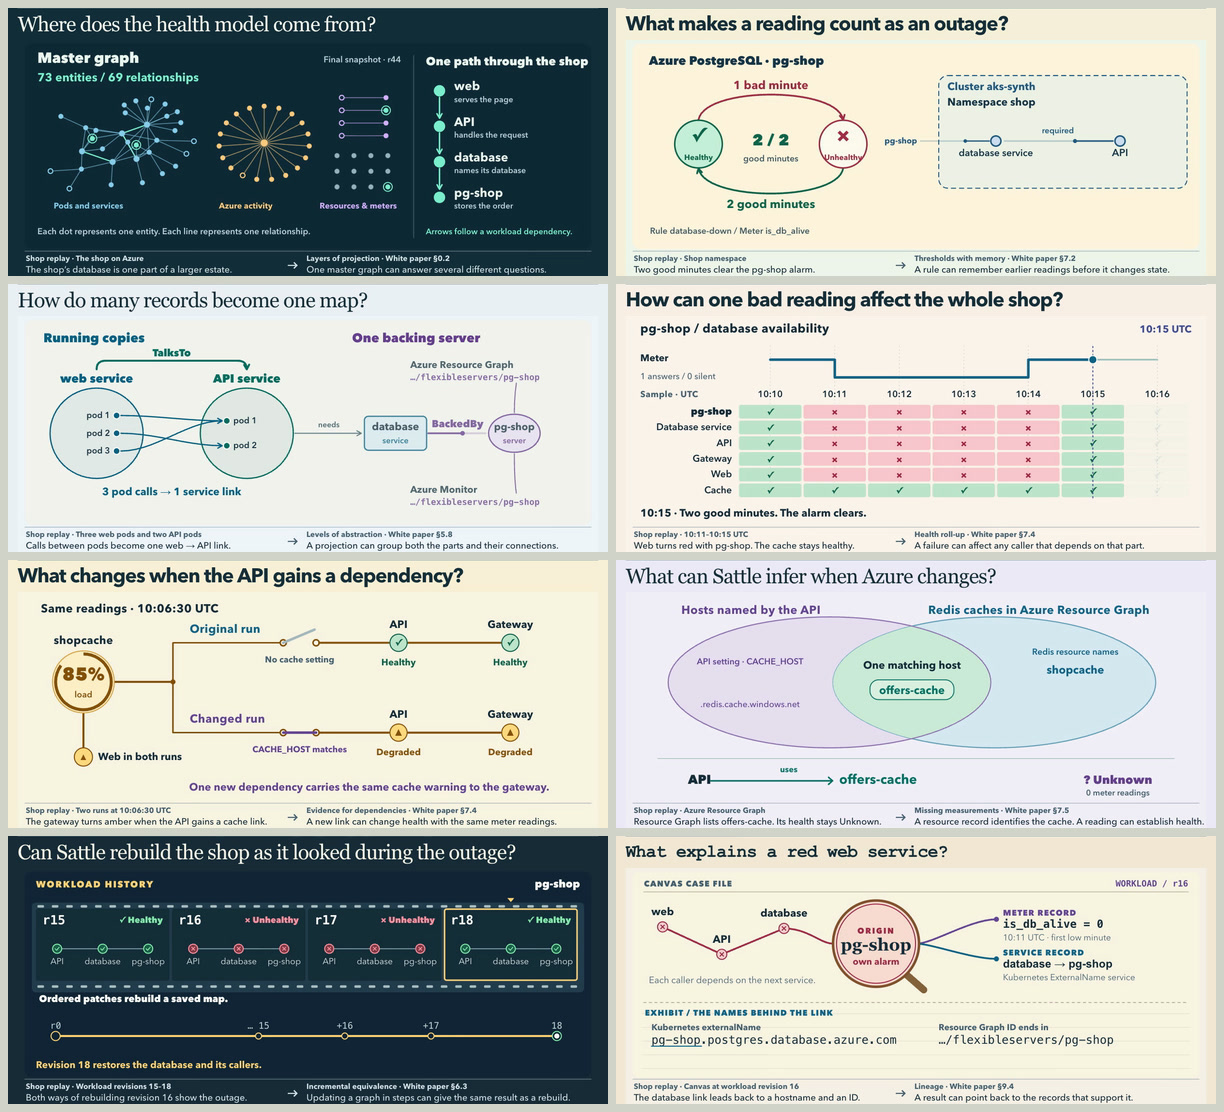 Where does the health model come from?
Master graph
73 entities / 69 relationships
Final snapshot · r44
Pods and services
Azure activity
Resources & meters
Each dot represents one entity. Each line represents one relationship.
One path through the shop
web
serves the page
API
handles the request
database
names its database
pg-shop
stores the order
Arrows follow a workload dependency.
Shop replay · The shop on Azure
The shop's database is one part of a larger estate.
→
Layers of projection · White paper §0.2
One master graph can answer several different questions.
What makes a reading count as an outage?
Azure PostgreSQL · pg-shop
1 bad minute
Healthy
2 / 2
good minutes
Unhealthy
2 good minutes
Rule database-down / Meter is_db_alive
Cluster aks-synth
Namespace shop
pg-shop
required
database service
API
Shop replay · Shop namespace
Two good minutes clear the pg-shop alarm.
→
Thresholds with memory · White paper §7.2
A rule can remember earlier readings before it changes state.
How do many records become one map?
Running copies
TalksTo
web service
API service
pod 1
pod 2
pod 3
pod 1
pod 2
3 pod calls → 1 service link
needs
One backing server
Azure Resource Graph
…/flexibleservers/pg-shop
database
service
BackedBy
pg-shop
server
Azure Monitor
…/flexibleservers/pg-shop
Shop replay · Three web pods and two API pods
Calls between pods become one web → API link.
→
Levels of abstraction · White paper §5.8
A projection can group both the parts and their connections.
How can one bad reading affect the whole shop?
pg-shop / database availability
10:15 UTC
Meter
1 answers / 0 silent
Sample · UTC
10:10 10:11 10:12 10:13 10:14 10:15 10:16
pg-shop ✓ × × × × ✓ ✓
Database service ✓ × × × × ✓ ✓
API ✓ × × × × ✓ ✓
Gateway ✓ × × × × ✓ ✓
Web ✓ × × × × ✓ ✓
Cache ✓ ✓ ✓ ✓ ✓ ✓ ✓
10:15 · Two good minutes. The alarm clears.
Shop replay · 10:11-10:15 UTC
Web turns red with pg-shop. The cache stays healthy.
→
Health roll-up · White paper §7.4
A failure can affect any caller that depends on that part.
What changes when the API gains a dependency?
Same readings · 10:06:30 UTC
shopcache
85%
load
Web in both runs
Original run
No cache setting
API
Healthy
Gateway
Healthy
Changed run
CACHE_HOST matches
API
Degraded
Gateway
Degraded
One new dependency carries the same cache warning to the gateway.
Shop replay · Two runs at 10:06:30 UTC
The gateway turns amber when the API gains a cache link.
→
Evidence for dependencies · White paper §7.4
A new link can change health with the same meter readings.
What can Sattle infer when Azure changes?
Hosts named by the API
Redis caches in Azure Resource Graph
API setting · CACHE_HOST
.redis.cache.windows.net
One matching host
offers-cache
Redis resource names
shopcache
API
uses
offers-cache
? Unknown
0 meter readings
Shop replay · Azure Resource Graph
Resource Graph lists offers-cache. Its health stays Unknown.
→
Missing measurements · White paper §7.5
A resource record identifies the cache. A reading can establish health.
Can Sattle rebuild the shop as it looked during the outage?
WORKLOAD HISTORY
pg-shop
r15 ✓ Healthy
API database pg-shop
r16 × Unhealthy
API database pg-shop
r17 × Unhealthy
API database pg-shop
r18 ✓ Healthy
API database pg-shop
Ordered patches rebuild a saved map.
r0 … 15 +16 +17 18
Revision 18 restores the database and its callers.
Shop replay · Workload revisions 15-18
Both ways of rebuilding revision 16 show the outage.
→
Incremental equivalence · White paper §6.3
Updating a graph in steps can give the same result as a rebuild.
What explains a red web service?
CANVAS CASE FILE
WORKLOAD / r16
web
API
database
Each caller depends on the next service.
ORIGIN
pg-shop
own alarm
METER RECORD
is_db_alive = 0
10:11 UTC · first low minute
SERVICE RECORD
database → pg-shop
Kubernetes ExternalName service
EXHIBIT / THE NAMES BEHIND THE LINK
Kubernetes externalName
pg-shop.postgres.database.azure.com
Resource Graph ID ends in
…/flexibleservers/pg-shop
Shop replay · Canvas at workload revision 16
The database link leads back to a hostname and an ID.
→
Lineage · White paper §9.4
A result can point back to the records that support it.